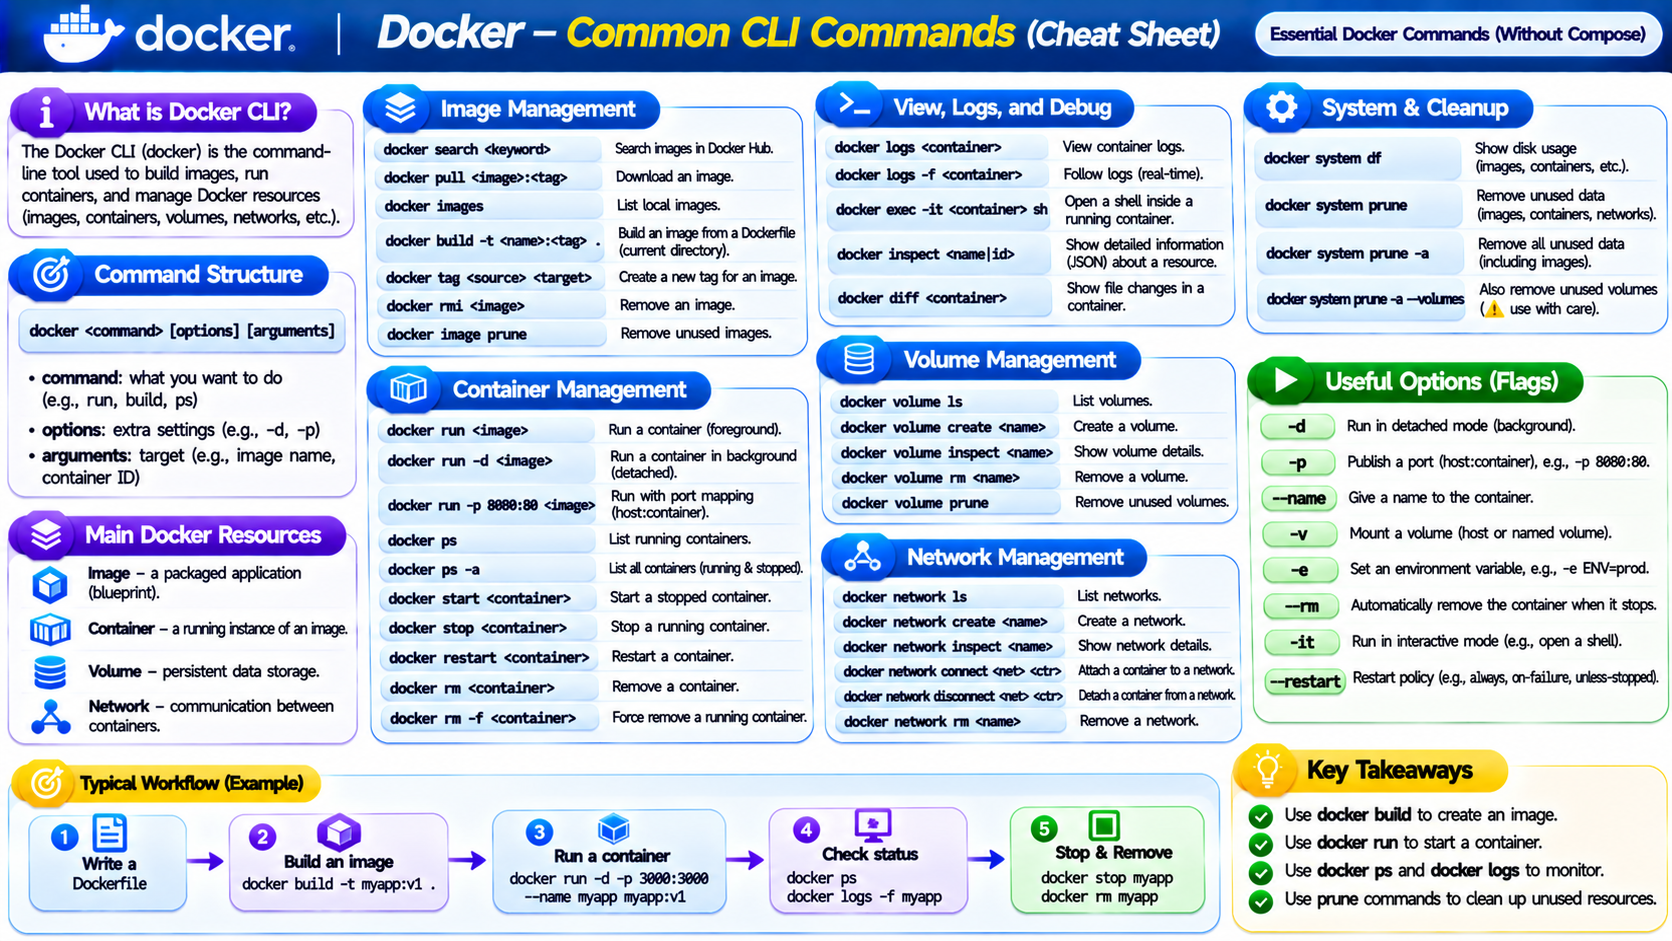 docker®
Docker – Common CLI Commands (Cheat Sheet)
Essential Docker Commands (Without Compose)
What is Docker CLI?
The Docker CLI (docker) is the command-
line tool used to build images, run
containers, and manage Docker resources
(images, containers, volumes, networks, etc.).
Command Structure
docker <command> [options] [arguments]
• command: what you want to do
(e.g., run, build, ps)
• options: extra settings (e.g., -d, -p)
• arguments: target (e.g., image name,
container ID)
Main Docker Resources
Image – a packaged application
(blueprint).
Container – a running instance of an image.
Volume – persistent data storage.
Network – communication between
containers.
Image Management
docker search <keyword> Search images in Docker Hub.
docker pull <image>:<tag> Download an image.
docker images List local images.
docker build -t <name>:<tag> . Build an image from a Dockerfile
(current directory).
docker tag <source> <target> Create a new tag for an image.
docker rmi <image> Remove an image.
docker image prune Remove unused images.
Container Management
docker run <image> Run a container (foreground).
docker run -d <image> Run a container in background
(detached).
docker run -p 8080:80 <image> Run with port mapping
(host:container).
docker ps List running containers.
docker ps -a List all containers (running & stopped).
docker start <container> Start a stopped container.
docker stop <container> Stop a running container.
docker restart <container> Restart a container.
docker rm <container> Remove a container.
docker rm -f <container> Force remove a running container.
View, Logs, and Debug
docker logs <container> View container logs.
docker logs -f <container> Follow logs (real-time).
docker exec -it <container> sh Open a shell inside a
running container.
docker inspect <name|id> Show detailed information
(JSON) about a resource.
docker diff <container> Show file changes in a
container.
Volume Management
docker volume ls List volumes.
docker volume create <name> Create a volume.
docker volume inspect <name> Show volume details.
docker volume rm <name> Remove a volume.
docker volume prune Remove unused volumes.
Network Management
docker network ls List networks.
docker network create <name> Create a network.
docker network inspect <name> Show network details.
docker network connect <net> <ctr> Attach a container to a network.
docker network disconnect <net> <ctr> Detach a container from a network.
docker network rm <name> Remove a network.
System & Cleanup
docker system df Show disk usage
(images, containers, etc.).
docker system prune Remove unused data
(images, containers, networks).
docker system prune -a Remove all unused data
(including images).
docker system prune -a --volumes Also remove unused volumes
(⚠ use with care).
Useful Options (Flags)
-d Run in detached mode (background).
-p Publish a port (host:container), e.g., -p 8080:80.
--name Give a name to the container.
-v Mount a volume (host or named volume).
-e Set an environment variable, e.g., -e ENV=prod.
--rm Automatically remove the container when it stops.
-it Run in interactive mode (e.g., open a shell).
--restart Restart policy (e.g., always, on-failure, unless-stopped).
Typical Workflow (Example)
1
Write a
Dockerfile
2
Build an image
docker build -t myapp:v1 .
3
Run a container
docker run -d -p 3000:3000
--name myapp myapp:v1
4
Check status
docker ps
docker logs -f myapp
5
Stop & Remove
docker stop myapp
docker rm myapp
Key Takeaways
Use docker build to create an image.
Use docker run to start a container.
Use docker ps and docker logs to monitor.
Use prune commands to clean up unused resources.